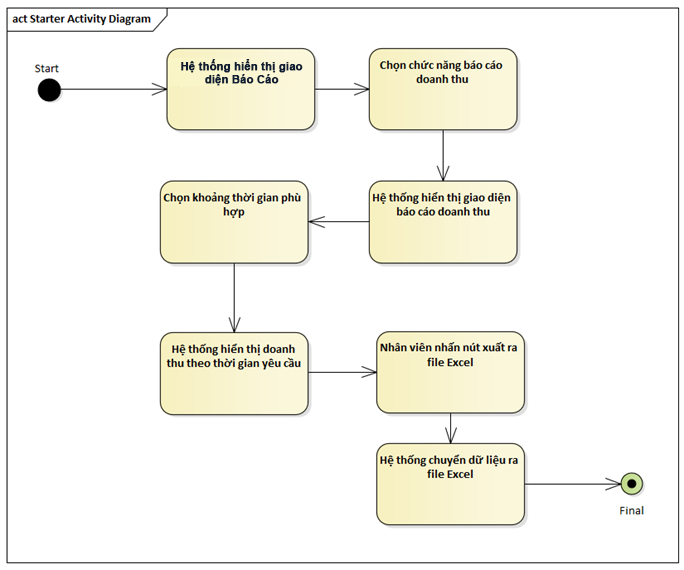 act Starter Activity Diagram
Start
Hệ thống hiển thị giao
diện Báo Cáo
Chọn chức năng báo cáo
doanh thu
Chọn khoảng thời gian phù
hợp
Hệ thống hiển thị giao diện
báo cáo doanh thu
Hệ thống hiển thị doanh
thu theo thời gian yêu cầu
Nhân viên nhấn nút xuất ra
file Excel
Hệ thống chuyển dữ liệu ra
file Excel
Final